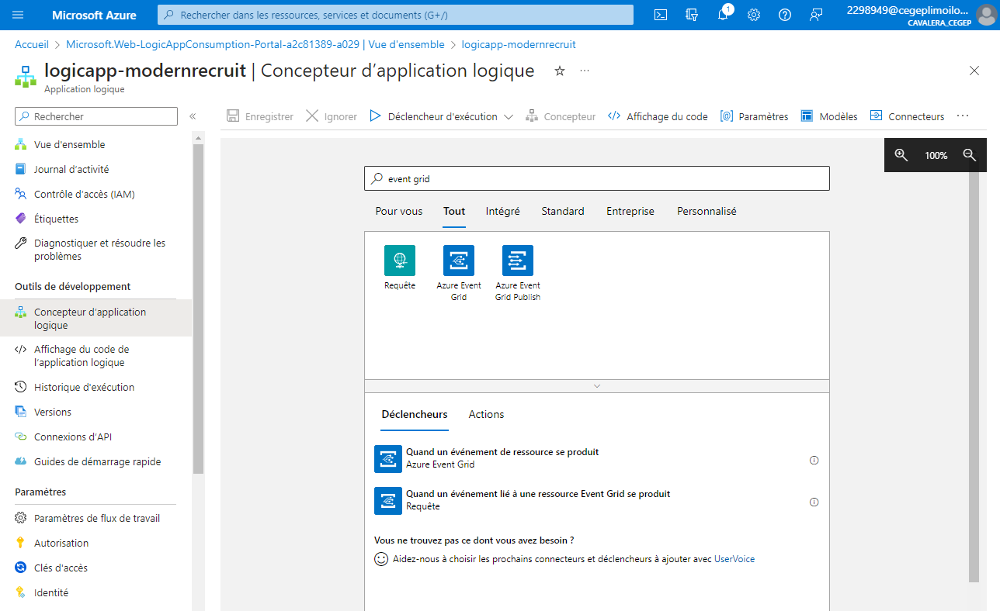 Microsoft Azure
Rechercher dans les ressources, services et documents (G+/)
1
2298949@cegeplimoilo...
CAVALERA_CEGEP
Accueil > Microsoft.Web-LogicAppConsumption-Portal-a2c81389-a029 | Vue d'ensemble > logicapp-modernrecruit
logicapp-modernrecruit | Concepteur d'application logique
Application logique
Rechercher
Enregistrer
Ignorer
Déclencheur d'exécution
Concepteur
Affichage du code
Paramètres
Modèles
Connecteurs
Vue d'ensemble
Journal d'activité
Contrôle d'accès (IAM)
Étiquettes
Diagnostiquer et résoudre les
problèmes
Outils de développement
Concepteur d'application
logique
Affichage du code de
l'application logique
Historique d'exécution
Versions
Connexions d'API
Guides de démarrage rapide
Paramètres
Paramètres de flux de travail
Autorisation
Clés d'accès
Identité
100%
event grid
Pour vous
Tout
Intégré
Standard
Entreprise
Personnalisé
Requête
Azure Event
Grid
Azure Event
Grid Publish
Déclencheurs
Actions
Quand un événement de ressource se produit
Azure Event Grid
Quand un événement lié à une ressource Event Grid se produit
Requête
Vous ne trouvez pas ce dont vous avez besoin ?
Aidez-nous à choisir les prochains connecteurs et déclencheurs à ajouter avec UserVoice